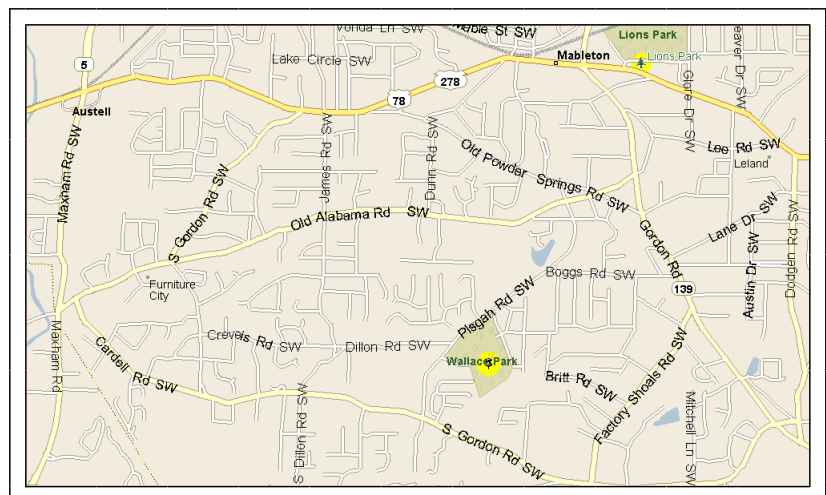 Vonda Ln SW
Mable St SW
Lions Park
Lions Park
Beaver Dr SW
Lake Circle SW
Mableton
5
278
78
Austell
Glore Dr SW
Lee Rd SW
Leland
Maxham Rd SW
S Gordon Rd SW
James Rd SW
Dunn Rd SW
Old Powder Springs Rd SW
Old Alabama Rd SW
Gordon Rd
Lane Dr SW
Austin Dr SW
Dodgen Rd SW
Furniture
City
Boggs Rd SW
139
Pisgah Rd SW
Maxham Rd
Cardell Rd SW
Crevels Rd SW
Dillon Rd SW
Wallace Park
Britt Rd SW
Factory Shoals Rd SW
Mitchell Ln SW
S Dillon Rd SW
S Gordon Rd SW